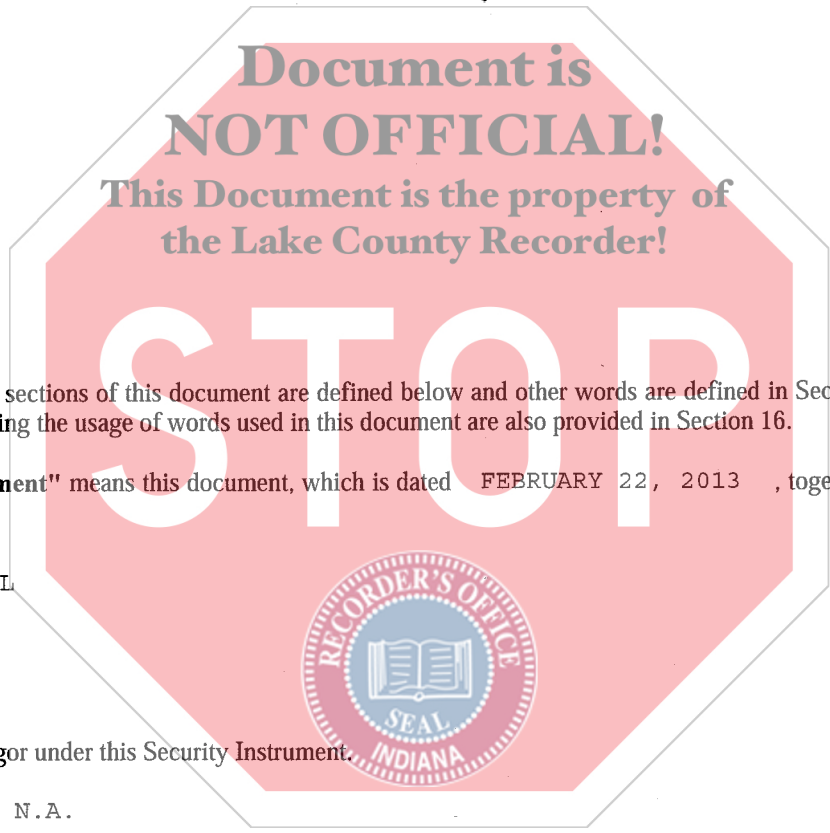 Document is
NOT OFFICIAL!
This Document is the property of
the Lake County Recorder!
STOP
sections of this document are defined below and other words are defined in Sec
ing the usage of words used in this document are also provided in Section 16.
ment" means this document, which is dated FEBRUARY 22, 2013 , toge
L
RECORDER'S OFFICE
SEAL
INDIANA
gor under this Security Instrument.
N.A.